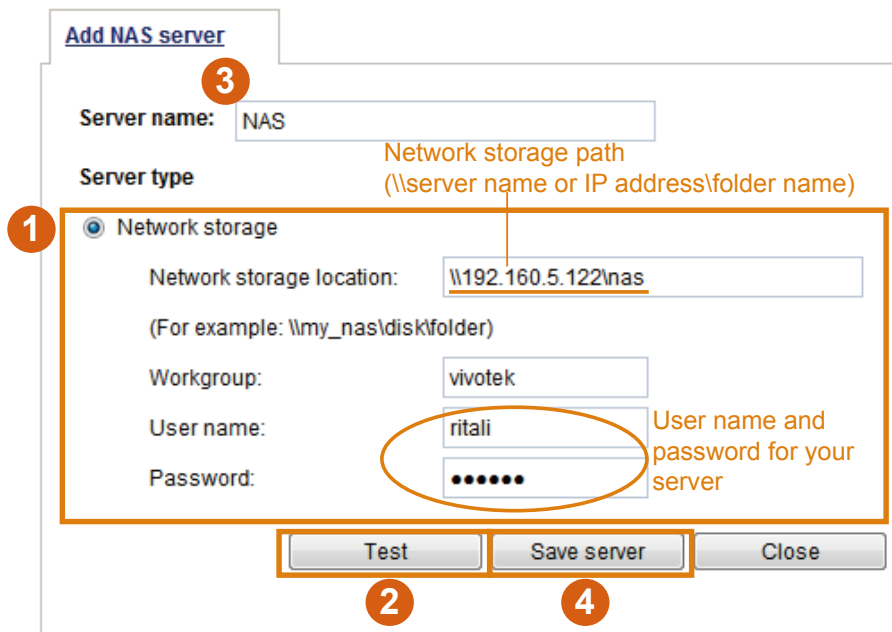 Add NAS server
3
Server name: NAS
Network storage path
(\\server name or IP address\folder name)
Server type
1
Network storage
Network storage location: \\192.160.5.122\nas
(For example: \\my_nas\disk\folder)
Workgroup: vivotek
User name: ritali
Password: ●●●●●●
User name and
password for your
server
Test Save server Close
2 4